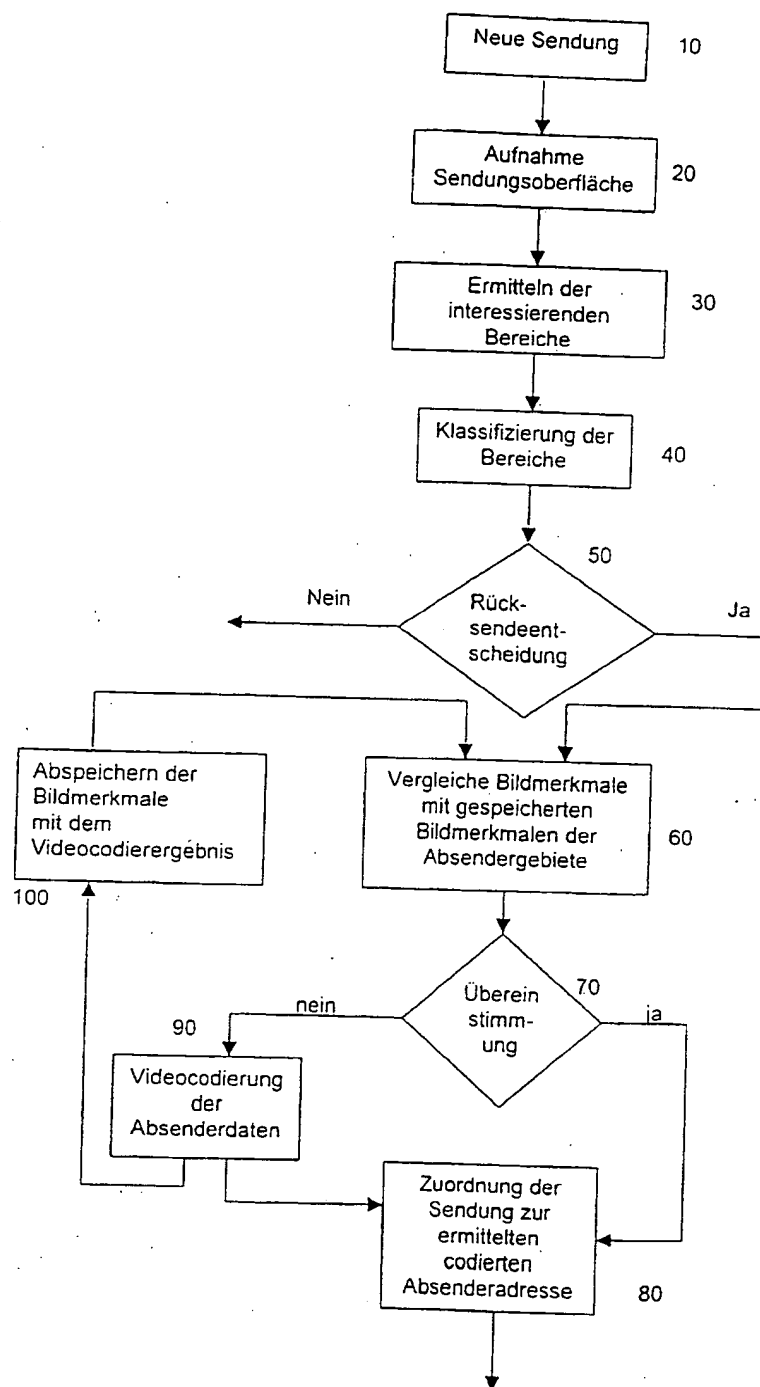 Neue Sendung
10
Aufnahme
Sendungsoberfläche
20
Ermitteln der
interessierenden
Bereiche
30
Klassifizierung der
Bereiche
40
50
Nein
Rück-
sendeent-
scheidung
Ja
Abspeichern der
Bildmerkmale
mit dem
Videocodierergebnis
100
Vergleiche Bildmerkmale
mit gespeicherten
Bildmerkmalen der
Absendergebiete
60
70
nein
Überein
stimm-
ung
ja
90
Videocodierung
der
Absenderdaten
Zuordnung der
Sendung zur
ermittelten
codierten
Absenderadresse
80